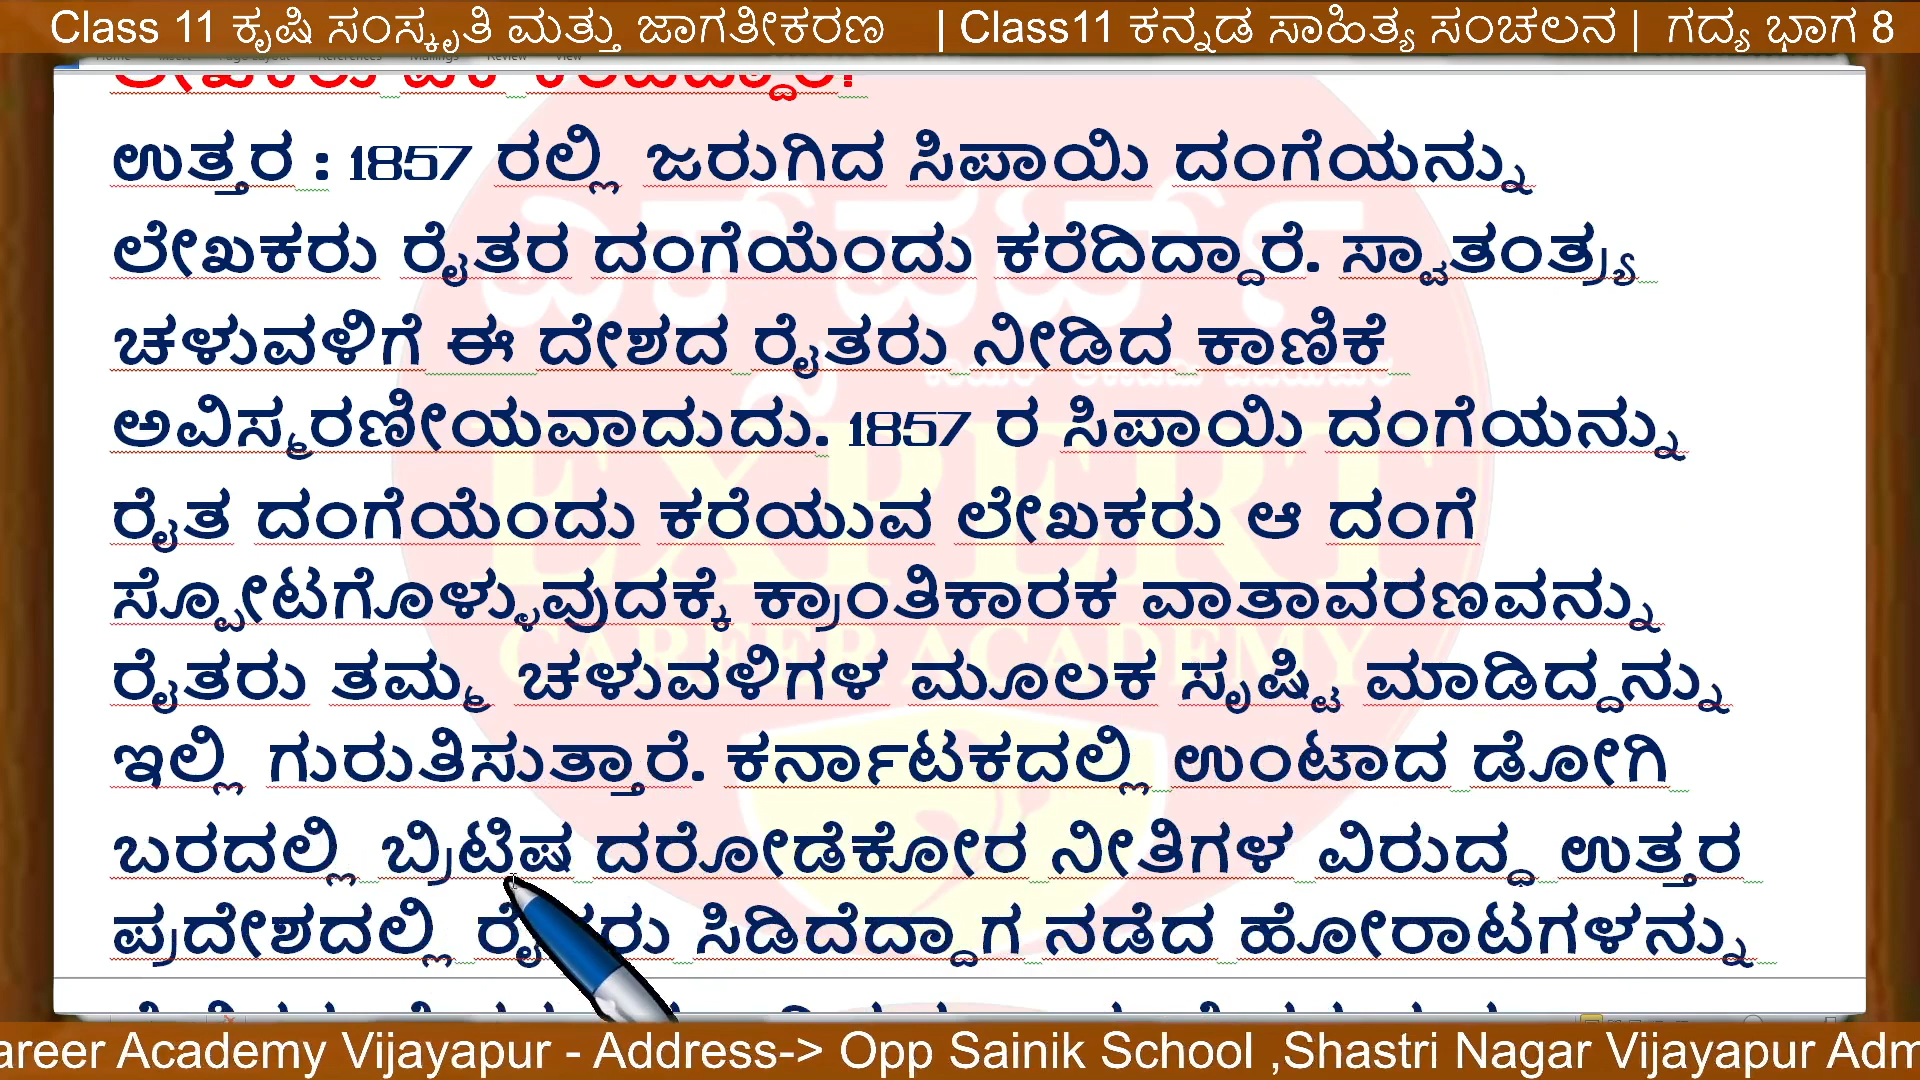 Class 11 ಕೃಷಿ ಸಂಸ್ಕೃತಿ ಮತ್ತು ಜಾಗತೀಕರಣ | Class11 ಕನ್ನಡ ಸಾಹಿತ್ಯ ಸಂಚಲನ | ಗದ್ಯ ಭಾಗ 8
ಉತ್ತರ : 1857 ರಲ್ಲಿ ಜರುಗಿದ ಸಿಪಾಯಿ ದಂಗೆಯನ್ನು
ಲೇಖಕರು ರೈತರ ದಂಗೆಯೆಂದು ಕರೆದಿದ್ದಾರೆ. ಸ್ವಾತಂತ್ರ್ಯ
ಚಳುವಳಿಗೆ ಈ ದೇಶದ ರೈತರು ನೀಡಿದ ಕಾಣಿಕೆ
ಅವಿಸ್ಮರಣೀಯವಾದುದು. 1857 ರ ಸಿಪಾಯಿ ದಂಗೆಯನ್ನು
ರೈತ ದಂಗೆಯೆಂದು ಕರೆಯುವ ಲೇಖಕರು ಆ ದಂಗೆ
ಸ್ಪೋಟಗೊಳ್ಳುವುದಕ್ಕೆ ಕ್ರಾಂತಿಕಾರಕ ವಾತಾವರಣವನ್ನು
ರೈತರು ತಮ್ಮ ಚಳುವಳಿಗಳ ಮೂಲಕ ಸೃಷ್ಟಿ ಮಾಡಿದ್ದನ್ನು
ಇಲ್ಲಿ ಗುರುತಿಸುತ್ತಾರೆ. ಕರ್ನಾಟಕದಲ್ಲಿ ಉಂಟಾದ ಡೋಗಿ
ಬರದಲ್ಲಿ ಬ್ರಿಟಿಷ ದರೋಡೆಕೋರ ನೀತಿಗಳ ವಿರುದ್ಧ ಉತ್ತರ
ಪ್ರದೇಶದಲ್ಲಿ ರೈತರು ಸಿಡಿದೆದ್ದಾಗ ನಡೆದ ಹೋರಾಟಗಳನ್ನು
EXPERT
CAREER ACADEMY
areer Academy Vijayapur - Address-> Opp Sainik School ,Shastri Nagar Vijayapur Adm